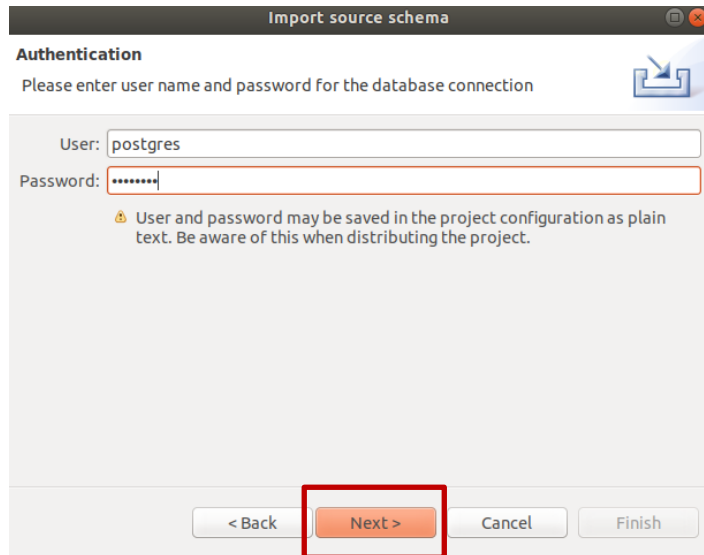 Import source schema
Authentication
Please enter user name and password for the database connection
User: postgres
Password: ••••••••
User and password may be saved in the project configuration as plain
text. Be aware of this when distributing the project.
< Back Next > Cancel Finish